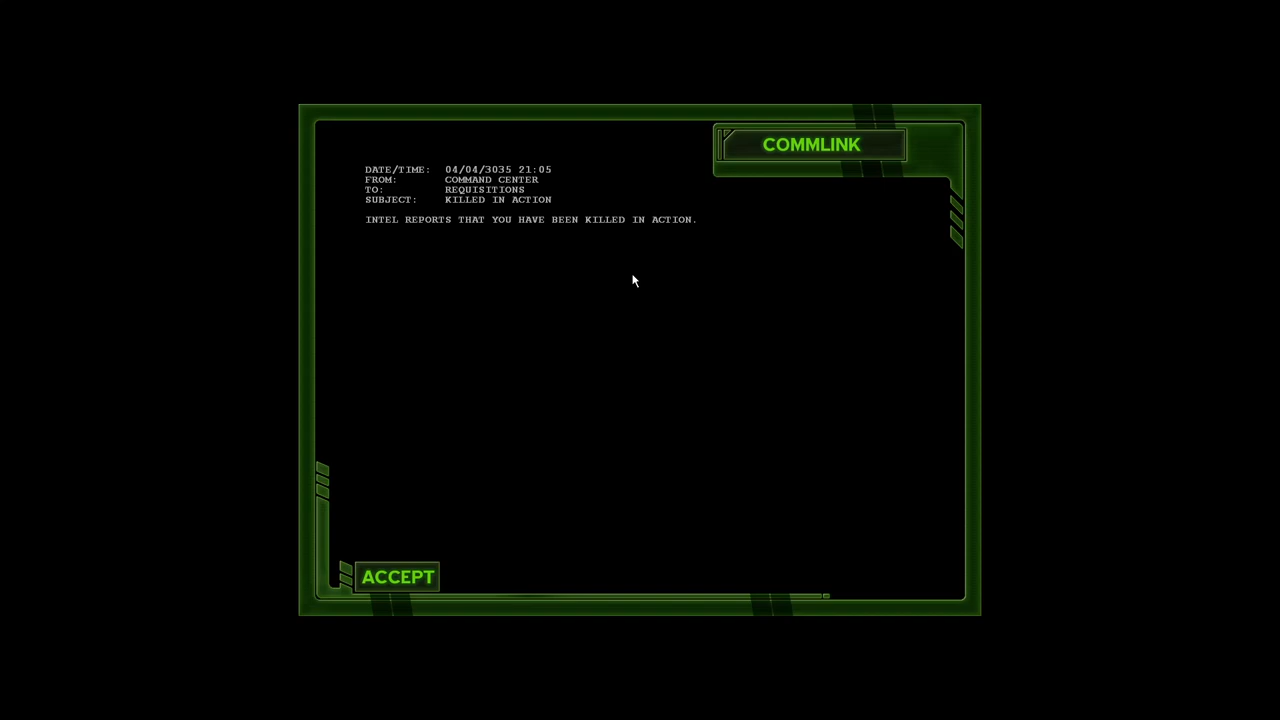 COMMLINK
DATE/TIME: 04/04/3035 21:05
FROM: COMMAND CENTER
TO: REQUISITIONS
SUBJECT: KILLED IN ACTION
INTEL REPORTS THAT YOU HAVE BEEN KILLED IN ACTION.
ACCEPT